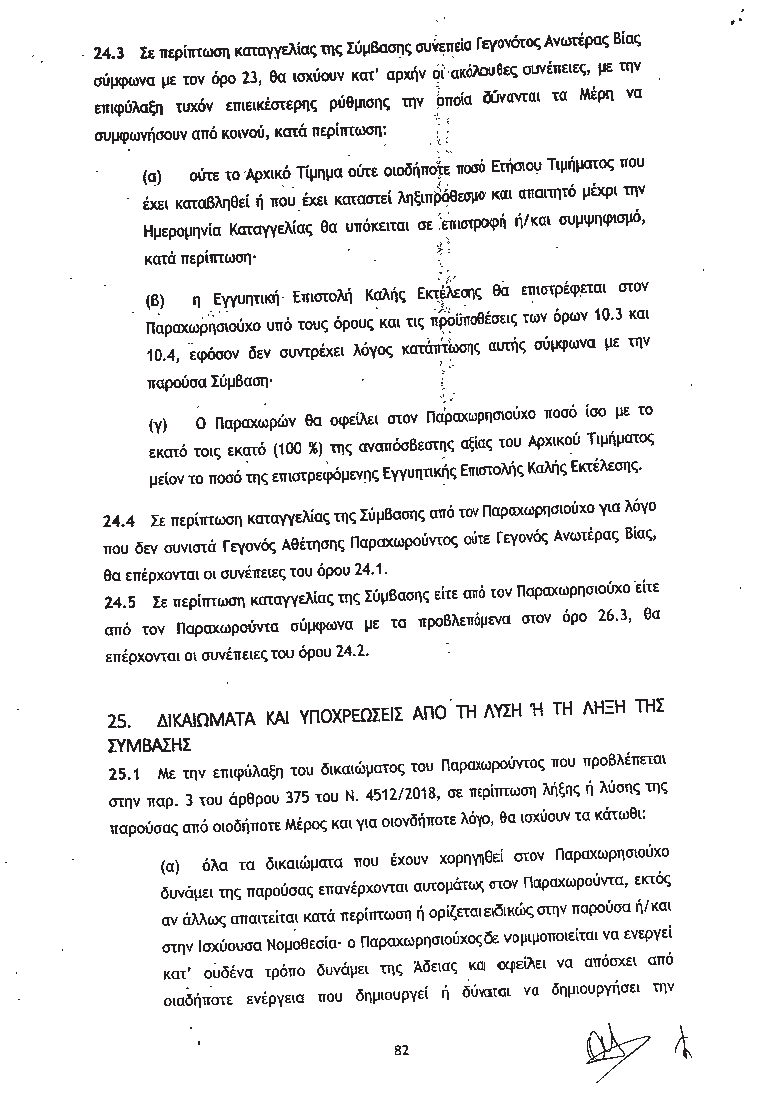 24.3 Σε περίπτωση καταγγελίας της Σύμβασης συνεπεία Γεγονότος Ανωτέρας Βίας
σύμφωνα με τον όρο 23, θα ισχύουν κατ' αρχήν οι ακόλουθες συνέπειες, με την
επιφύλαξη τυχόν επιεικέστερης ρύθμισης την οποία δύνανται τα Μέρη να
συμφωνήσουν από κοινού, κατά περίπτωση:
(α) ούτε το Αρχικό Τίμημα ούτε οιοδήποτε ποσό Ετήσιου Τιμήματος που
έχει καταβληθεί ή που έχει καταστεί ληξιπρόθεσμο και απαιτητό μέχρι την
Ημερομηνία Καταγγελίας θα υπόκειται σε επιστροφή ή/και συμψηφισμό,
κατά περίπτωση·
(β) η Εγγυητική Επιστολή Καλής Εκτέλεσης θα επιστρέφεται στον
Παραχωρησιούχο υπό τους όρους και τις προϋποθέσεις των όρων 10.3 και
10.4, εφόσον δεν συντρέχει λόγος κατάπτωσης αυτής σύμφωνα με την
παρούσα Σύμβαση·
(γ) Ο Παραχωρών θα οφείλει στον Παραχωρησιούχο ποσό ίσο με το
εκατό τοις εκατό (100 %) της αναπόσβεστης αξίας του Αρχικού Τιμήματος
μείον το ποσό της επιστρεφόμενης Εγγυητικής Επιστολής Καλής Εκτέλεσης.
24.4 Σε περίπτωση καταγγελίας της Σύμβασης από τον Παραχωρησιούχο για λόγο
που δεν συνιστά Γεγονός Αθέτησης Παραχωρούντος ούτε Γεγονός Ανωτέρας Βίας,
θα επέρχονται οι συνέπειες του όρου 24.1.
24.5 Σε περίπτωση καταγγελίας της Σύμβασης είτε από τον Παραχωρησιούχο είτε
από τον Παραχωρούντα σύμφωνα με τα προβλεπόμενα στον όρο 26.3, θα
επέρχονται οι συνέπειες του όρου 24.2.
25. ΔΙΚΑΙΩΜΑΤΑ ΚΑΙ ΥΠΟΧΡΕΩΣΕΙΣ ΑΠΟ ΤΗ ΛΥΣΗ Ή ΤΗ ΛΗΞΗ ΤΗΣ
ΣΥΜΒΑΣΗΣ
25.1 Με την επιφύλαξη του δικαιώματος του Παραχωρούντος που προβλέπεται
στην παρ. 3 του άρθρου 375 του Ν. 4512/2018, σε περίπτωση λήξης ή λύσης της
παρούσας από οιοδήποτε Μέρος και για οιονδήποτε λόγο, θα ισχύουν τα κάτωθι:
(α) όλα τα δικαιώματα που έχουν χορηγηθεί στον Παραχωρησιούχο
δυνάμει της παρούσας επανέρχονται αυτομάτως στον Παραχωρούντα, εκτός
αν άλλως απαιτείται κατά περίπτωση ή ορίζεται ειδικώς στην παρούσα ή/και
στην Ισχύουσα Νομοθεσία· ο Παραχωρησιούχος δε νομιμοποιείται να ενεργεί
κατ' ουδένα τρόπο δυνάμει της Άδειας και οφείλει να απόσχει από
οιαδήποτε ενέργεια που δημιουργεί ή δύναται να δημιουργήσει την
82